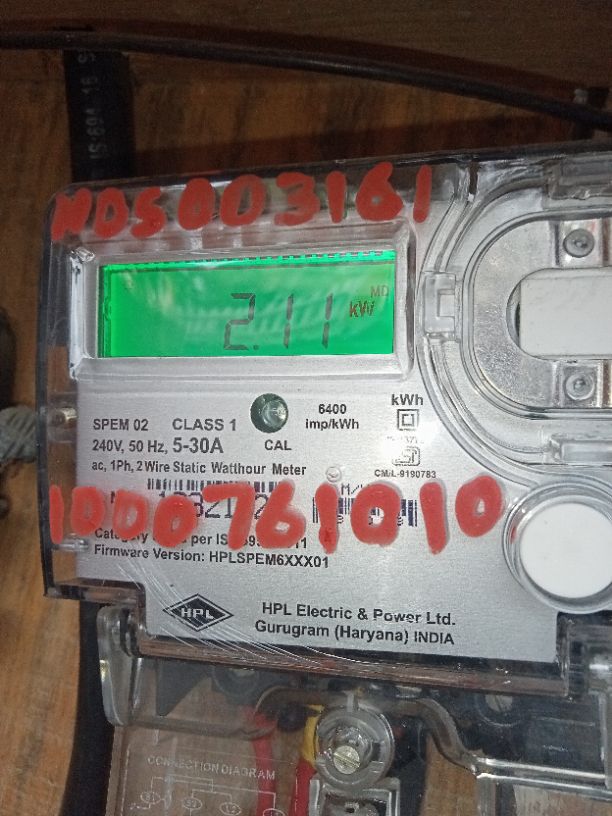 IS:694
NDS003161
MD
2.11 kW
6400
imp/kWh
kWh
SPEM 02 CLASS 1
240V, 50 Hz, 5-30A
CAL
ac, 1Ph, 2 Wire Static Watthour Meter
CM/L-9190783
1000761010
Firmware Version: HPLSPEM6XXX01
HPL
HPL Electric & Power Ltd.
Gurugram (Haryana) INDIA
CONNECTION DIAGRAM